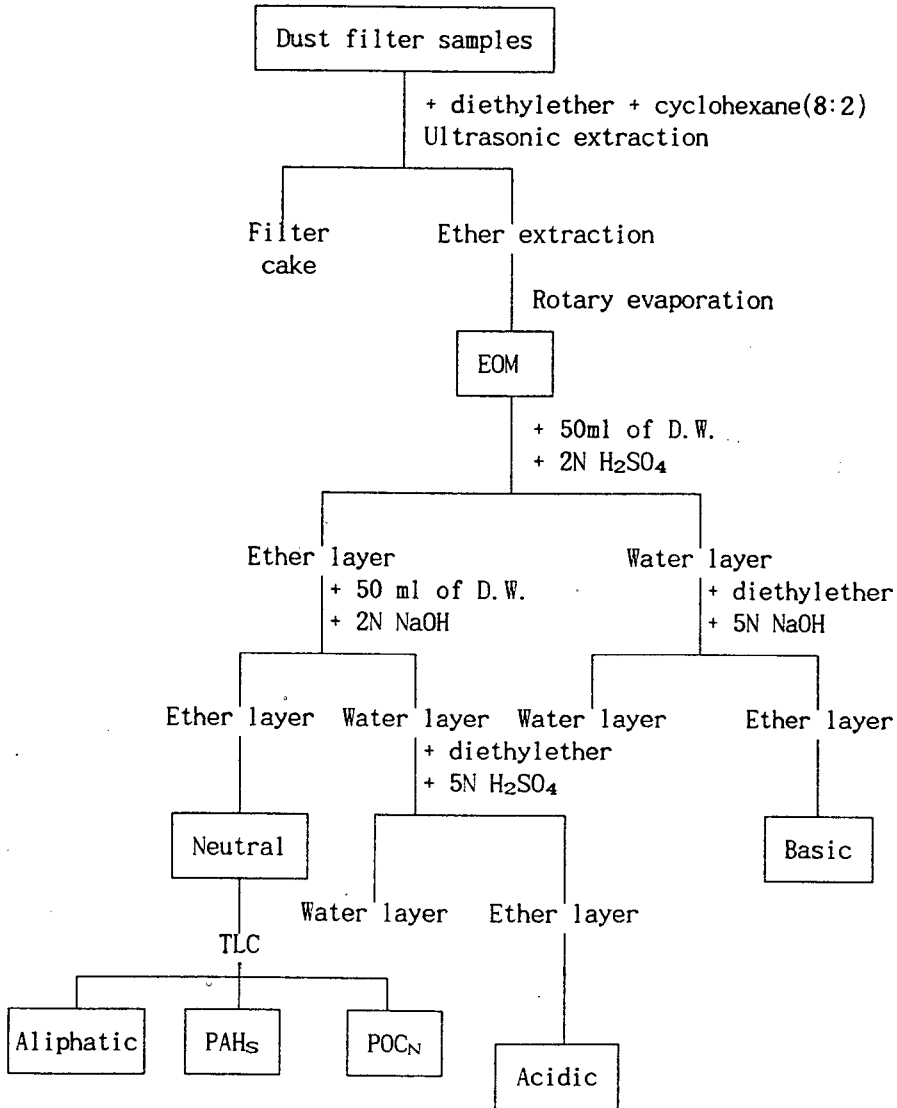 Dust filter samples
+ diethylether + cyclohexane(8:2)
Ultrasonic extraction
Filter
cake
Ether extraction
Rotary evaporation
EOM
+ 50ml of D.W.
+ 2N H₂SO₄
Ether layer
+ 50 ml of D.W.
+ 2N NaOH
Water layer
+ diethylether
+ 5N NaOH
Ether layer
Water layer
+ diethylether
+ 5N H₂SO₄
Water layer
Ether layer
Neutral
Basic
Water layer
Ether layer
TLC
Aliphatic
PAHs
POCN
Acidic